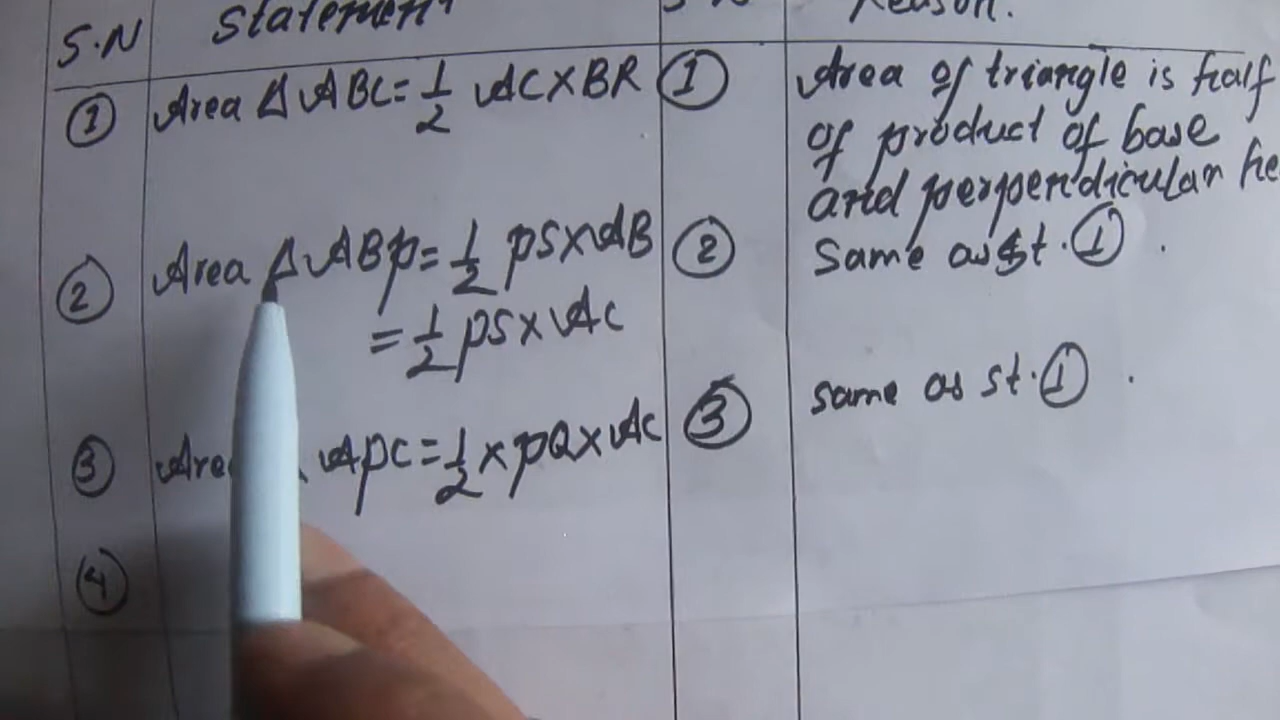 S.N Statement Reason.
① Area Δ ABC = 1/2 AC × BR ① Area of triangle is half
of product of base
and perpendicular
② Area Δ ABP = 1/2 PS × AB ② Same as st. ① .
= 1/2 PS × AC
③ APC = 1/2 × PQ × AC ③ same as st. ① .
④